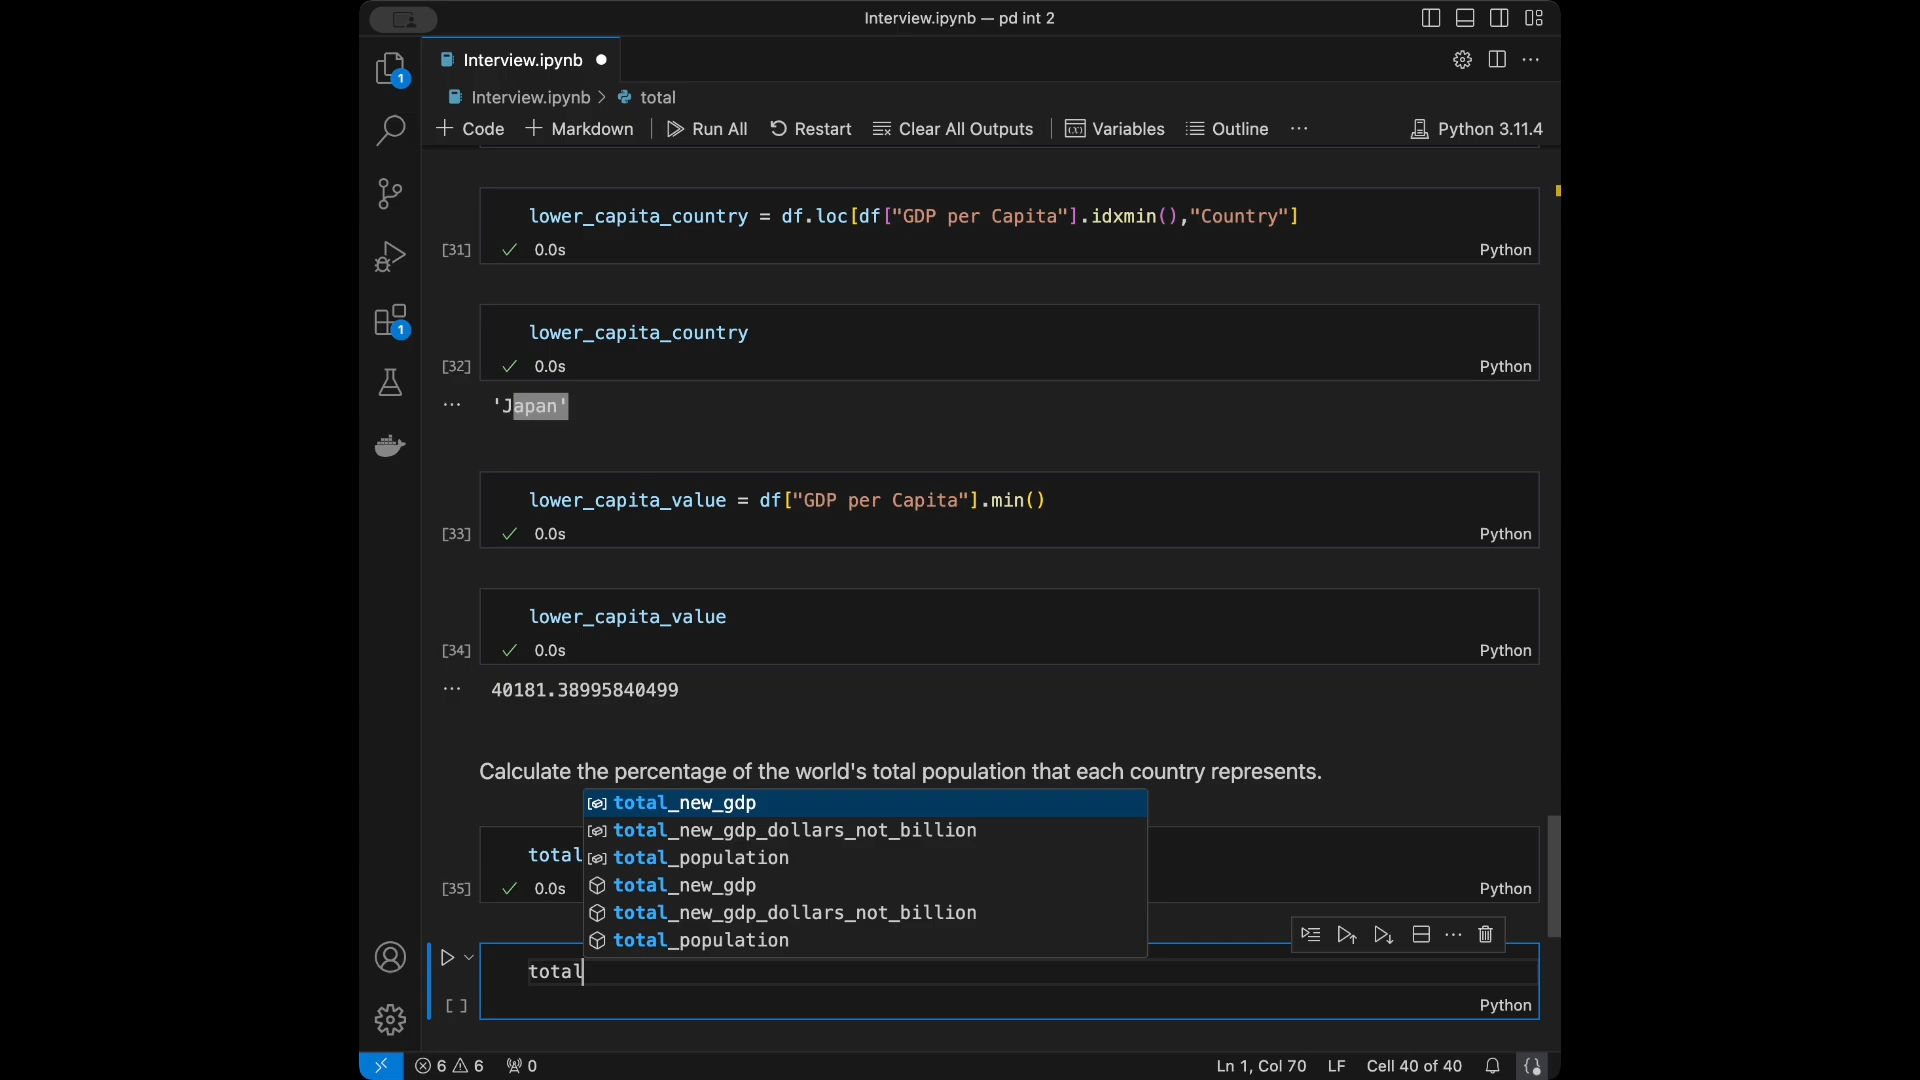 Interview.ipynb — pd int 2
1 Interview.ipynb
Interview.ipynb > total
Code Markdown Run All Restart Clear All Outputs Variables Outline ... Python 3.11.4
lower_capita_country = df.loc[df["GDP per Capita"].idxmin(),"Country"]
[31] 0.0s Python
1
lower_capita_country
[32] 0.0s Python
... 'Japan'
lower_capita_value = df["GDP per Capita"].min()
[33] 0.0s Python
lower_capita_value
[34] 0.0s Python
... 40181.38995840499
Calculate the percentage of the world's total population that each country represents.
total_new_gdp
total_new_gdp_dollars_not_billion
total
total_population
total_new_gdp
[35] 0.0s Python
total_new_gdp_dollars_not_billion
total_population
total
[ ] Python
6 6 0 Ln 1, Col 70 LF Cell 40 of 40